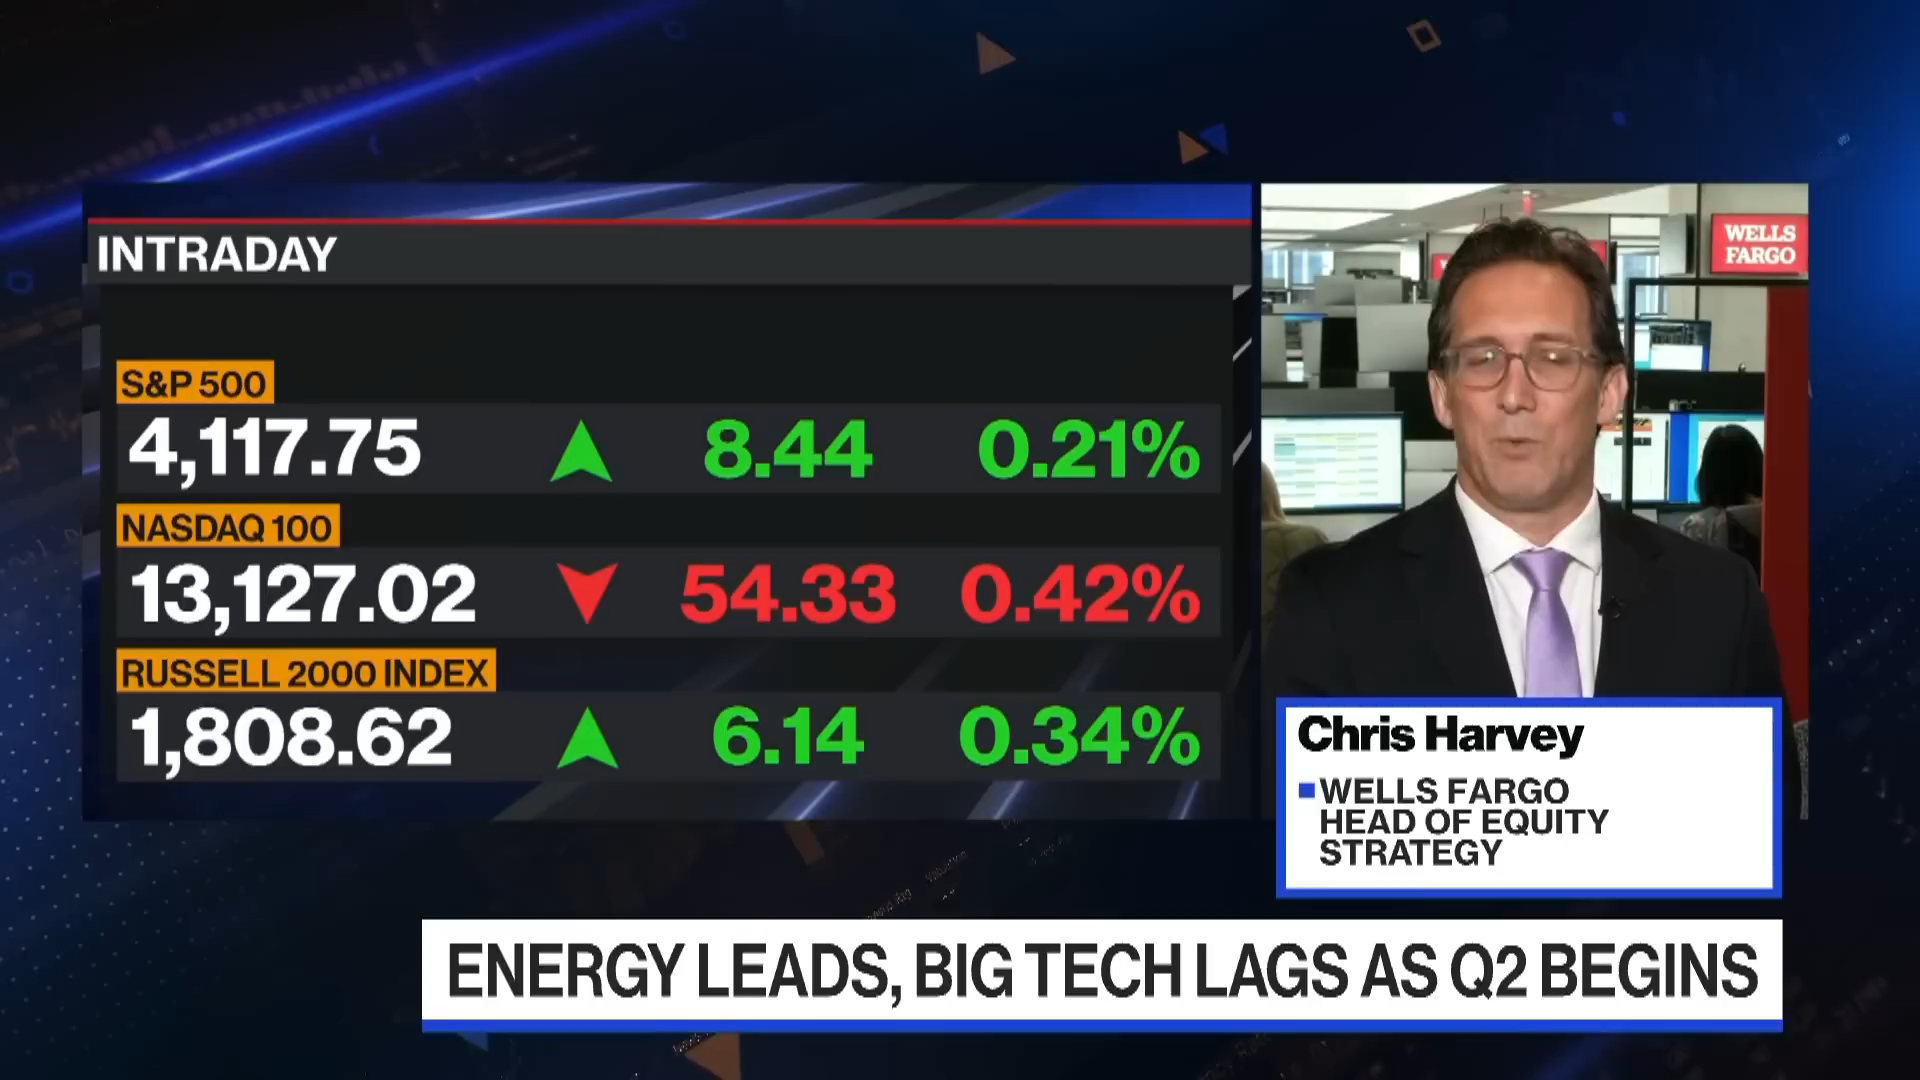 INTRADAY
S&P 500
4,117.75 8.44 0.21%
NASDAQ 100
13,127.02 54.33 0.42%
RUSSELL 2000 INDEX
1,808.62 6.14 0.34%
WELLS
FARGO
Chris Harvey
WELLS FARGO
HEAD OF EQUITY
STRATEGY
ENERGY LEADS, BIG TECH LAGS AS Q2 BEGINS